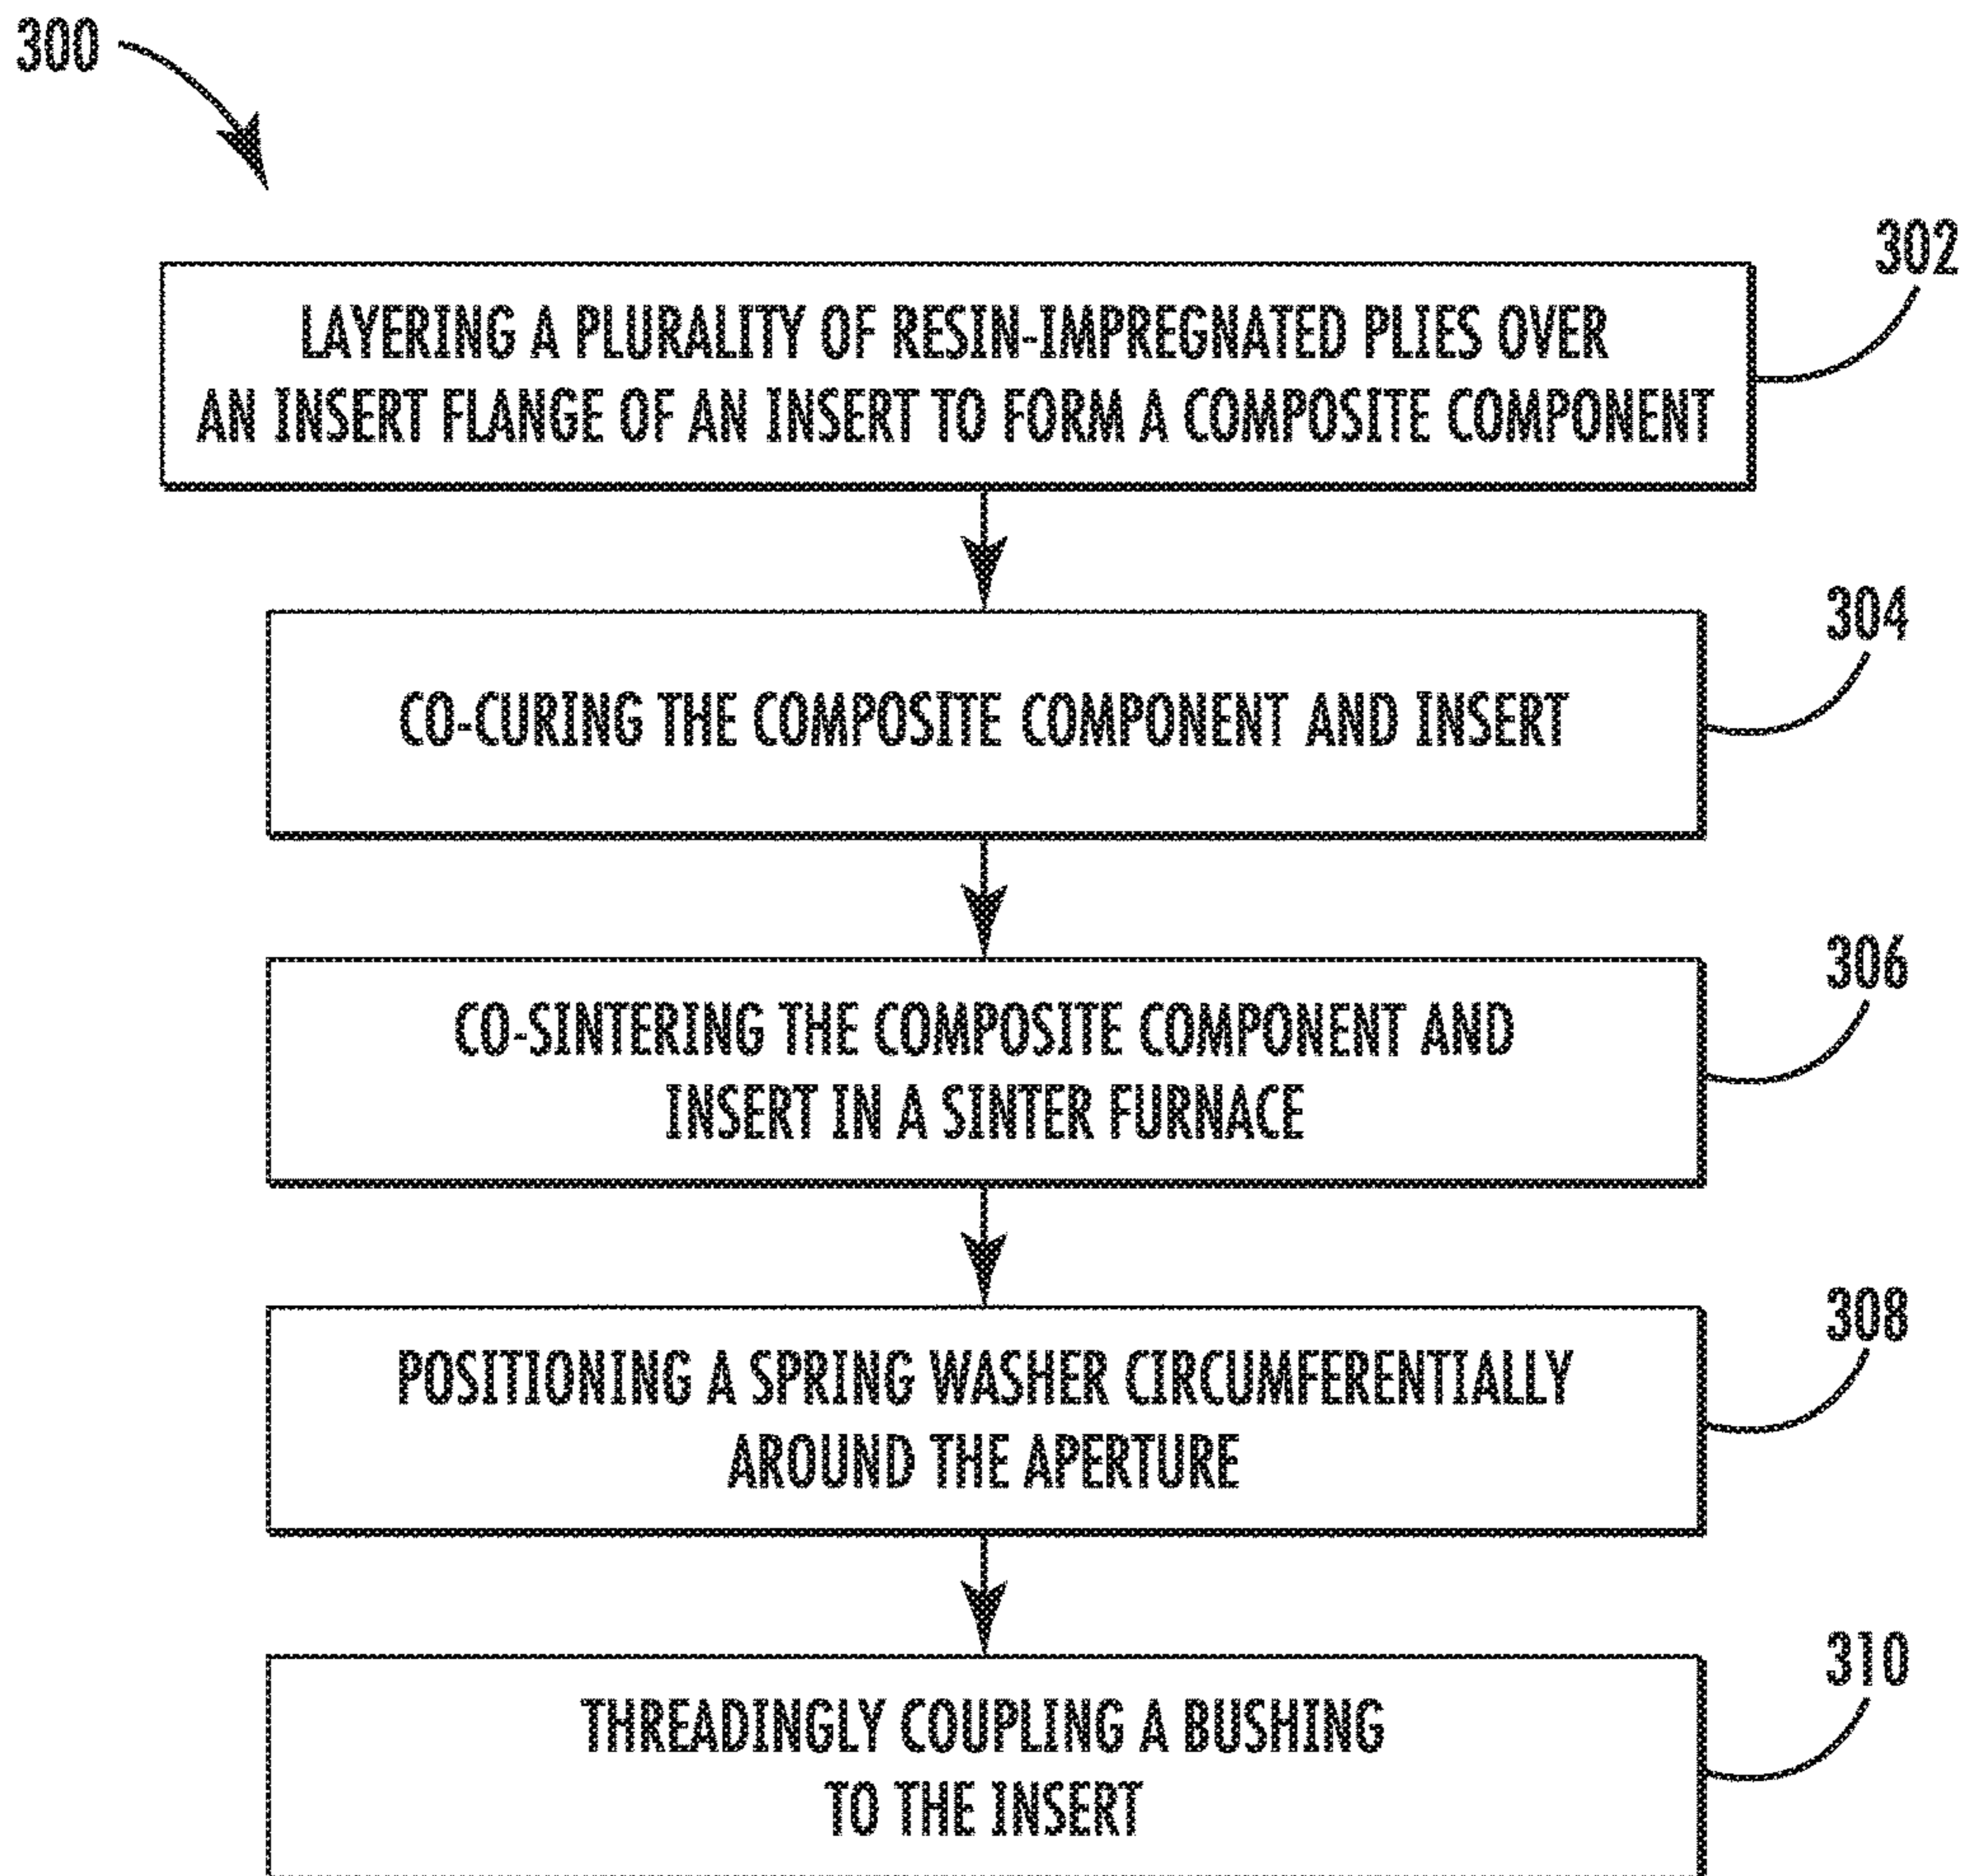 300
302
LAYERING A PLURALITY OF RESIN-IMPREGNATED PLIES OVER
AN INSERT FLANGE OF AN INSERT TO FORM A COMPOSITE COMPONENT
304
CO-CURING THE COMPOSITE COMPONENT AND INSERT
306
CO-SINTERING THE COMPOSITE COMPONENT AND
INSERT IN A SINTER FURNACE
308
POSITIONING A SPRING WASHER CIRCUMFERENTIALLY
AROUND THE APERTURE
310
THREADINGLY COUPLING A BUSHING
TO THE INSERT